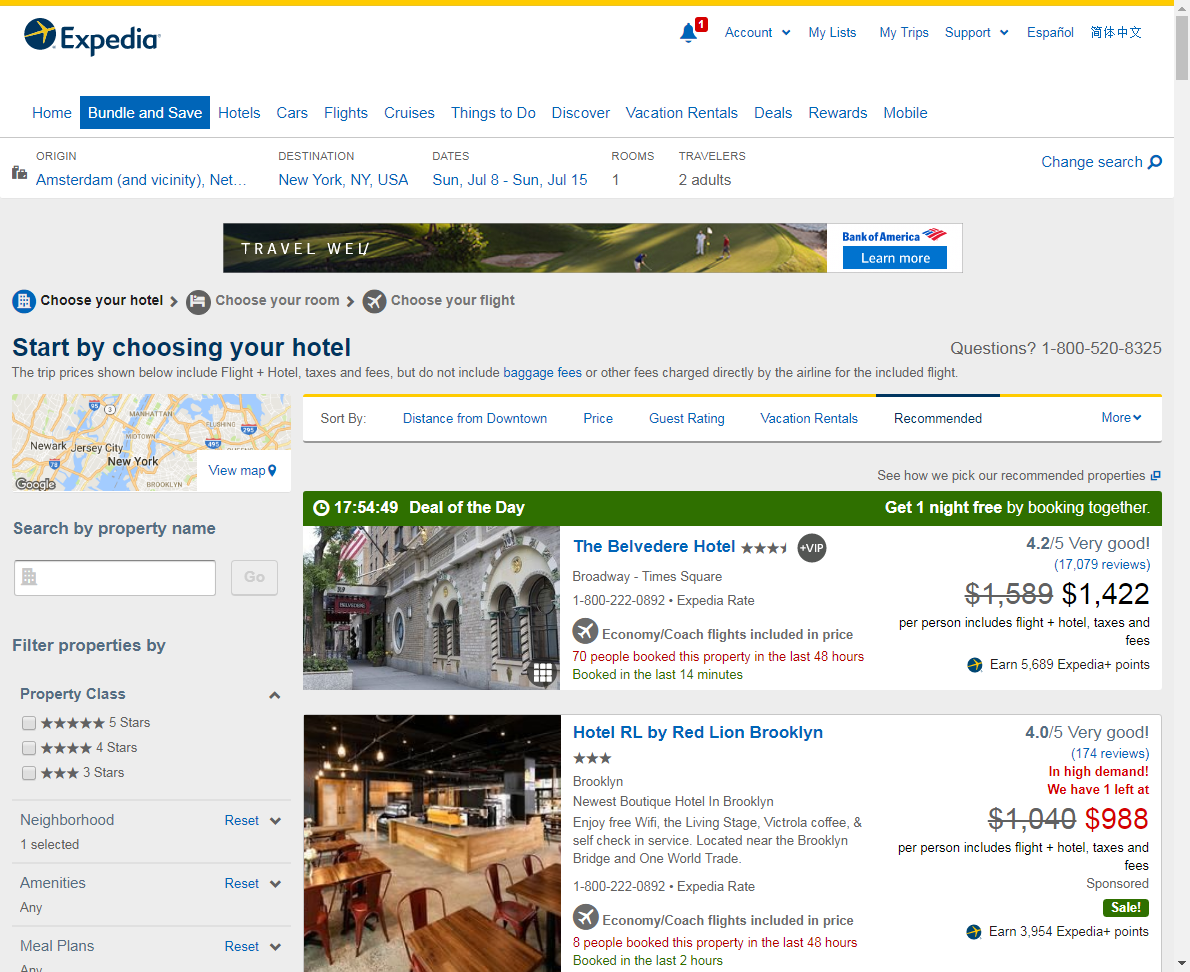 Expedia
1
Account
My Lists
My Trips
Support
Español
简体中文
Home
Bundle and Save
Hotels
Cars
Flights
Cruises
Things to Do
Discover
Vacation Rentals
Deals
Rewards
Mobile
ORIGIN
DESTINATION
DATES
ROOMS
TRAVELERS
Amsterdam (and vicinity), Net...
New York, NY, USA
Sun, Jul 8 - Sun, Jul 15
1
2 adults
Change search
TRAVEL WEL
Bank of America
Learn more
Choose your hotel
Choose your room
Choose your flight
Start by choosing your hotel
Questions? 1-800-520-8325
The trip prices shown below include Flight + Hotel, taxes and fees, but do not include baggage fees or other fees charged directly by the airline for the included flight.
MANHATTAN
95
3
FLUSHING
MIDTOWN
295
495
Newark
Jersey City
New York
78
BROOKLYN
Google
View map
Search by property name
Go
Filter properties by
Property Class
5 Stars
4 Stars
3 Stars
Neighborhood
Reset
1 selected
Amenities
Reset
Any
Meal Plans
Reset
Any
Sort By:
Distance from Downtown
Price
Guest Rating
Vacation Rentals
Recommended
More
See how we pick our recommended properties
17:54:49 Deal of the Day
Get 1 night free by booking together.
BELVEDERE
The Belvedere Hotel
+VIP
Broadway - Times Square
1-800-222-0892 • Expedia Rate
Economy/Coach flights included in price
70 people booked this property in the last 48 hours
Booked in the last 14 minutes
4.2/5 Very good!
(17,079 reviews)
$1,589 $1,422
per person includes flight + hotel, taxes and
fees
Earn 5,689 Expedia+ points
Hotel RL by Red Lion Brooklyn
Brooklyn
Newest Boutique Hotel In Brooklyn
Enjoy free Wifi, the Living Stage, Victrola coffee, &
self check in service. Located near the Brooklyn
Bridge and One World Trade.
1-800-222-0892 • Expedia Rate
Economy/Coach flights included in price
8 people booked this property in the last 48 hours
Booked in the last 2 hours
4.0/5 Very good!
(174 reviews)
In high demand!
We have 1 left at
$1,040 $988
per person includes flight + hotel, taxes and
fees
Sponsored
Sale!
Earn 3,954 Expedia+ points